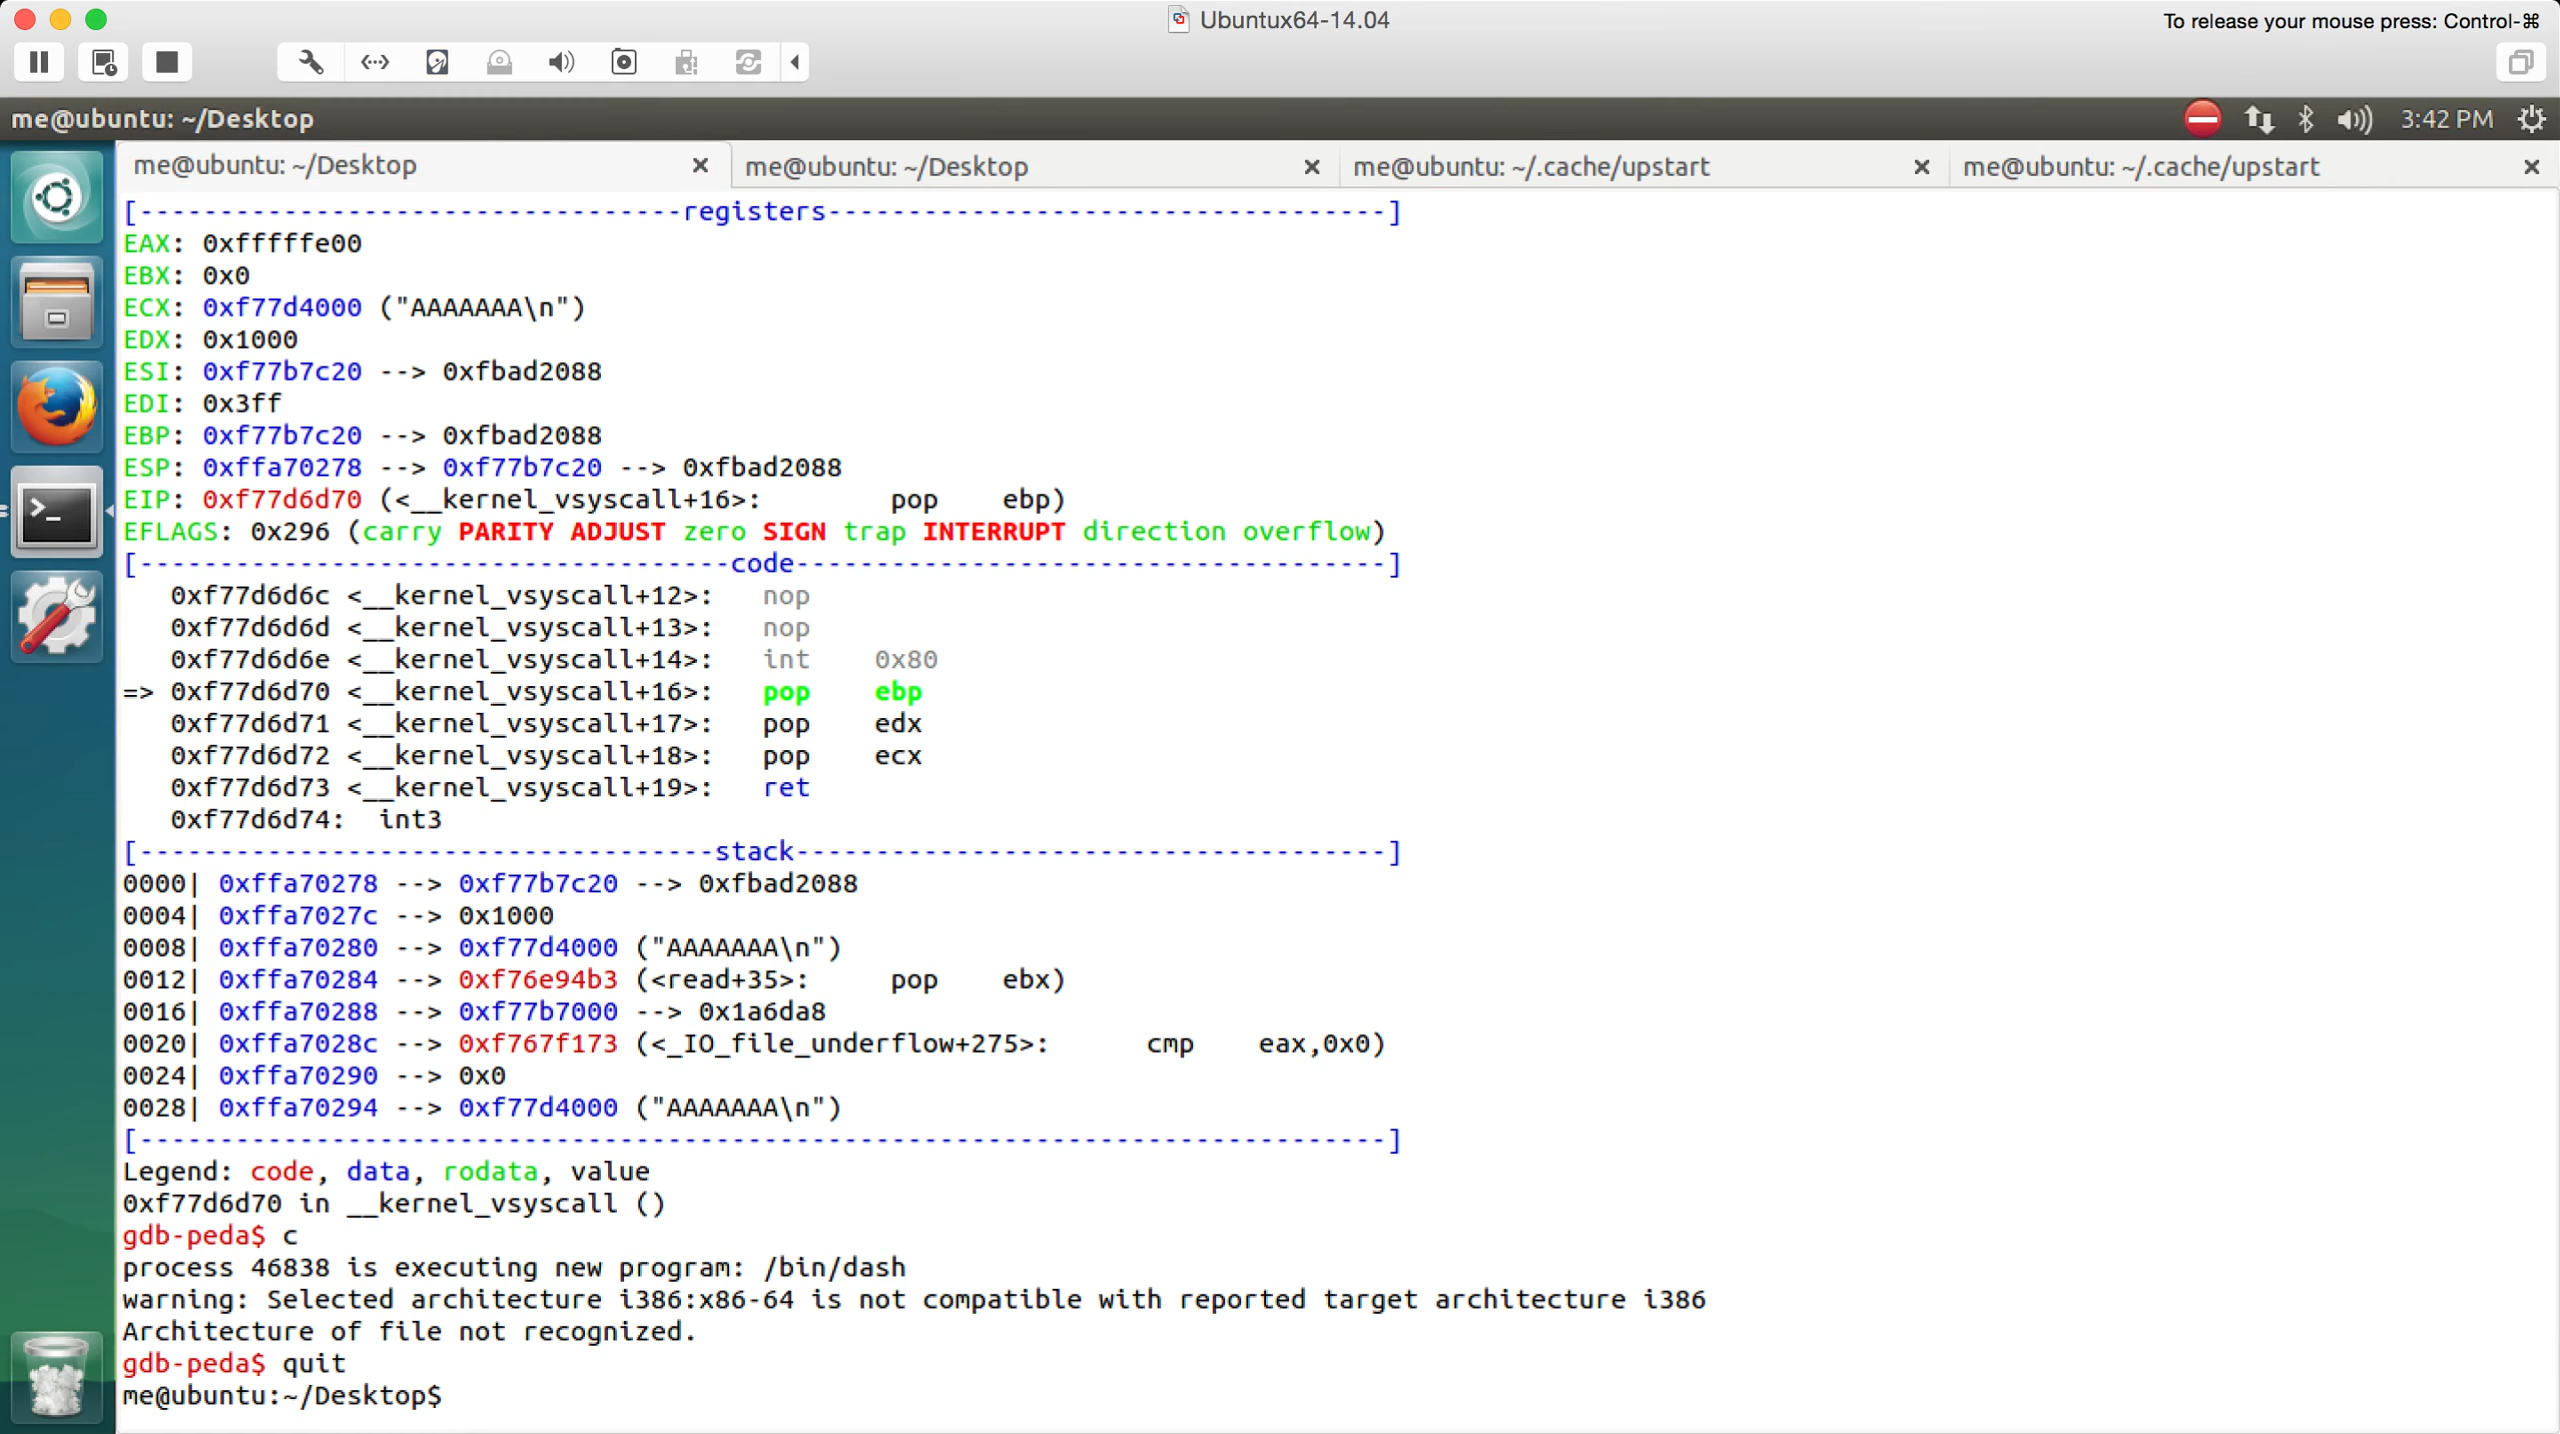 Ubuntux64-14.04
To release your mouse press: Control-⌘
me@ubuntu: ~/Desktop
3:42 PM
me@ubuntu: ~/Desktop
me@ubuntu: ~/Desktop
me@ubuntu: ~/.cache/upstart
me@ubuntu: ~/.cache/upstart
[----------------------------------registers-----------------------------------]
EAX: 0xfffffe00
EBX: 0x0
ECX: 0xf77d4000 ("AAAAAAA\n")
EDX: 0x1000
ESI: 0xf77b7c20 --> 0xfbad2088
EDI: 0x3ff
EBP: 0xf77b7c20 --> 0xfbad2088
ESP: 0xffa70278 --> 0xf77b7c20 --> 0xfbad2088
EIP: 0xf77d6d70 (<__kernel_vsyscall+16>: pop ebp)
EFLAGS: 0x296 (carry PARITY ADJUST zero SIGN trap INTERRUPT direction overflow)
[-------------------------------------code-------------------------------------]
0xf77d6d6c <__kernel_vsyscall+12>: nop
0xf77d6d6d <__kernel_vsyscall+13>: nop
0xf77d6d6e <__kernel_vsyscall+14>: int 0x80
=> 0xf77d6d70 <__kernel_vsyscall+16>: pop ebp
0xf77d6d71 <__kernel_vsyscall+17>: pop edx
0xf77d6d72 <__kernel_vsyscall+18>: pop ecx
0xf77d6d73 <__kernel_vsyscall+19>: ret
0xf77d6d74: int3
[------------------------------------stack-------------------------------------]
0000| 0xffa70278 --> 0xf77b7c20 --> 0xfbad2088
0004| 0xffa7027c --> 0x1000
0008| 0xffa70280 --> 0xf77d4000 ("AAAAAAA\n")
0012| 0xffa70284 --> 0xf76e94b3 (<read+35>: pop ebx)
0016| 0xffa70288 --> 0xf77b7000 --> 0x1a6da8
0020| 0xffa7028c --> 0xf767f173 (<_IO_file_underflow+275>: cmp eax,0x0)
0024| 0xffa70290 --> 0x0
0028| 0xffa70294 --> 0xf77d4000 ("AAAAAAA\n")
[------------------------------------------------------------------------------]
Legend: code, data, rodata, value
0xf77d6d70 in __kernel_vsyscall ()
gdb-peda$ c
process 46838 is executing new program: /bin/dash
warning: Selected architecture i386:x86-64 is not compatible with reported target architecture i386
Architecture of file not recognized.
gdb-peda$ quit
me@ubuntu:~/Desktop$